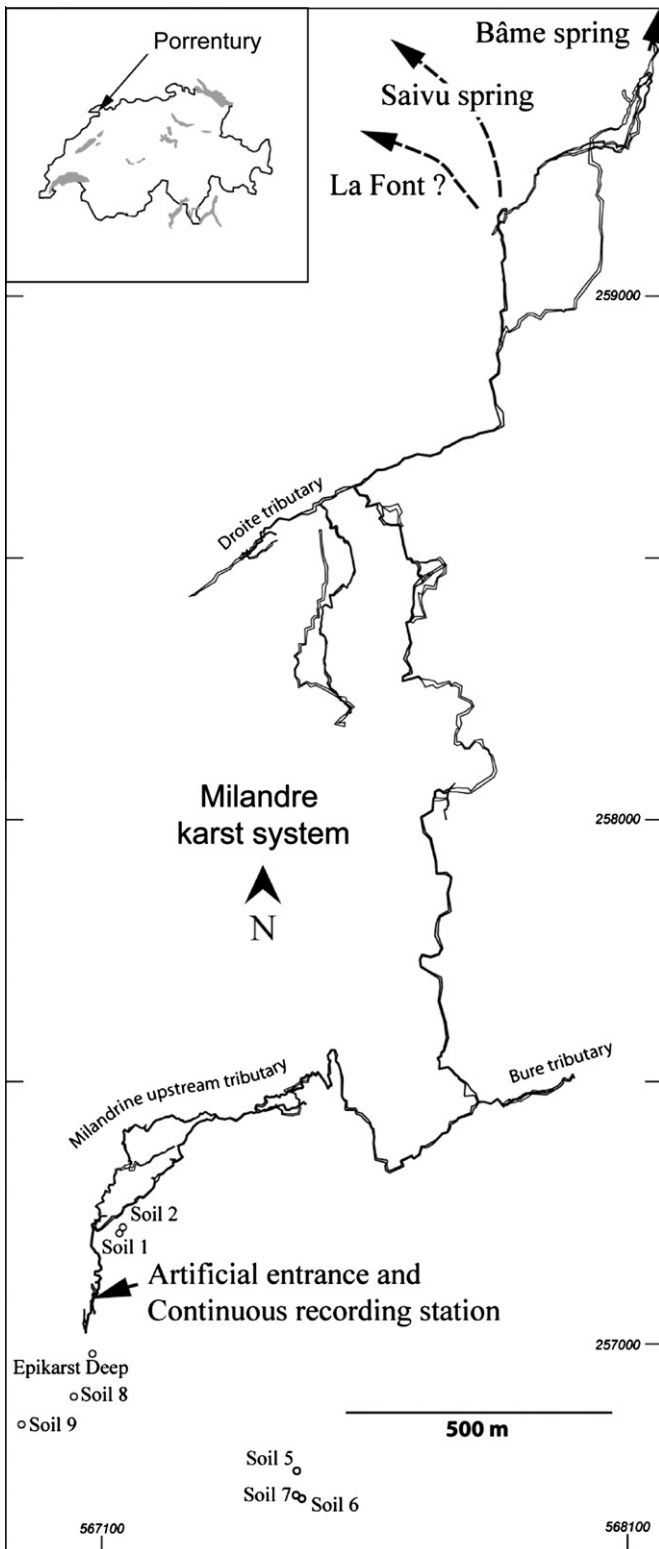 Porrentury
Bâme spring
Saivu spring
La Font ?
259000
Droite tributary
Milandre
karst system
258000
N
Milandrine upstream tributary
Bure tributary
Soil 2
Soil 1
Artificial entrance and
Continuous recording station
257000
Epikarst Deep
Soil 8
Soil 9
500 m
Soil 5
Soil 7
Soil 6
567100
568100